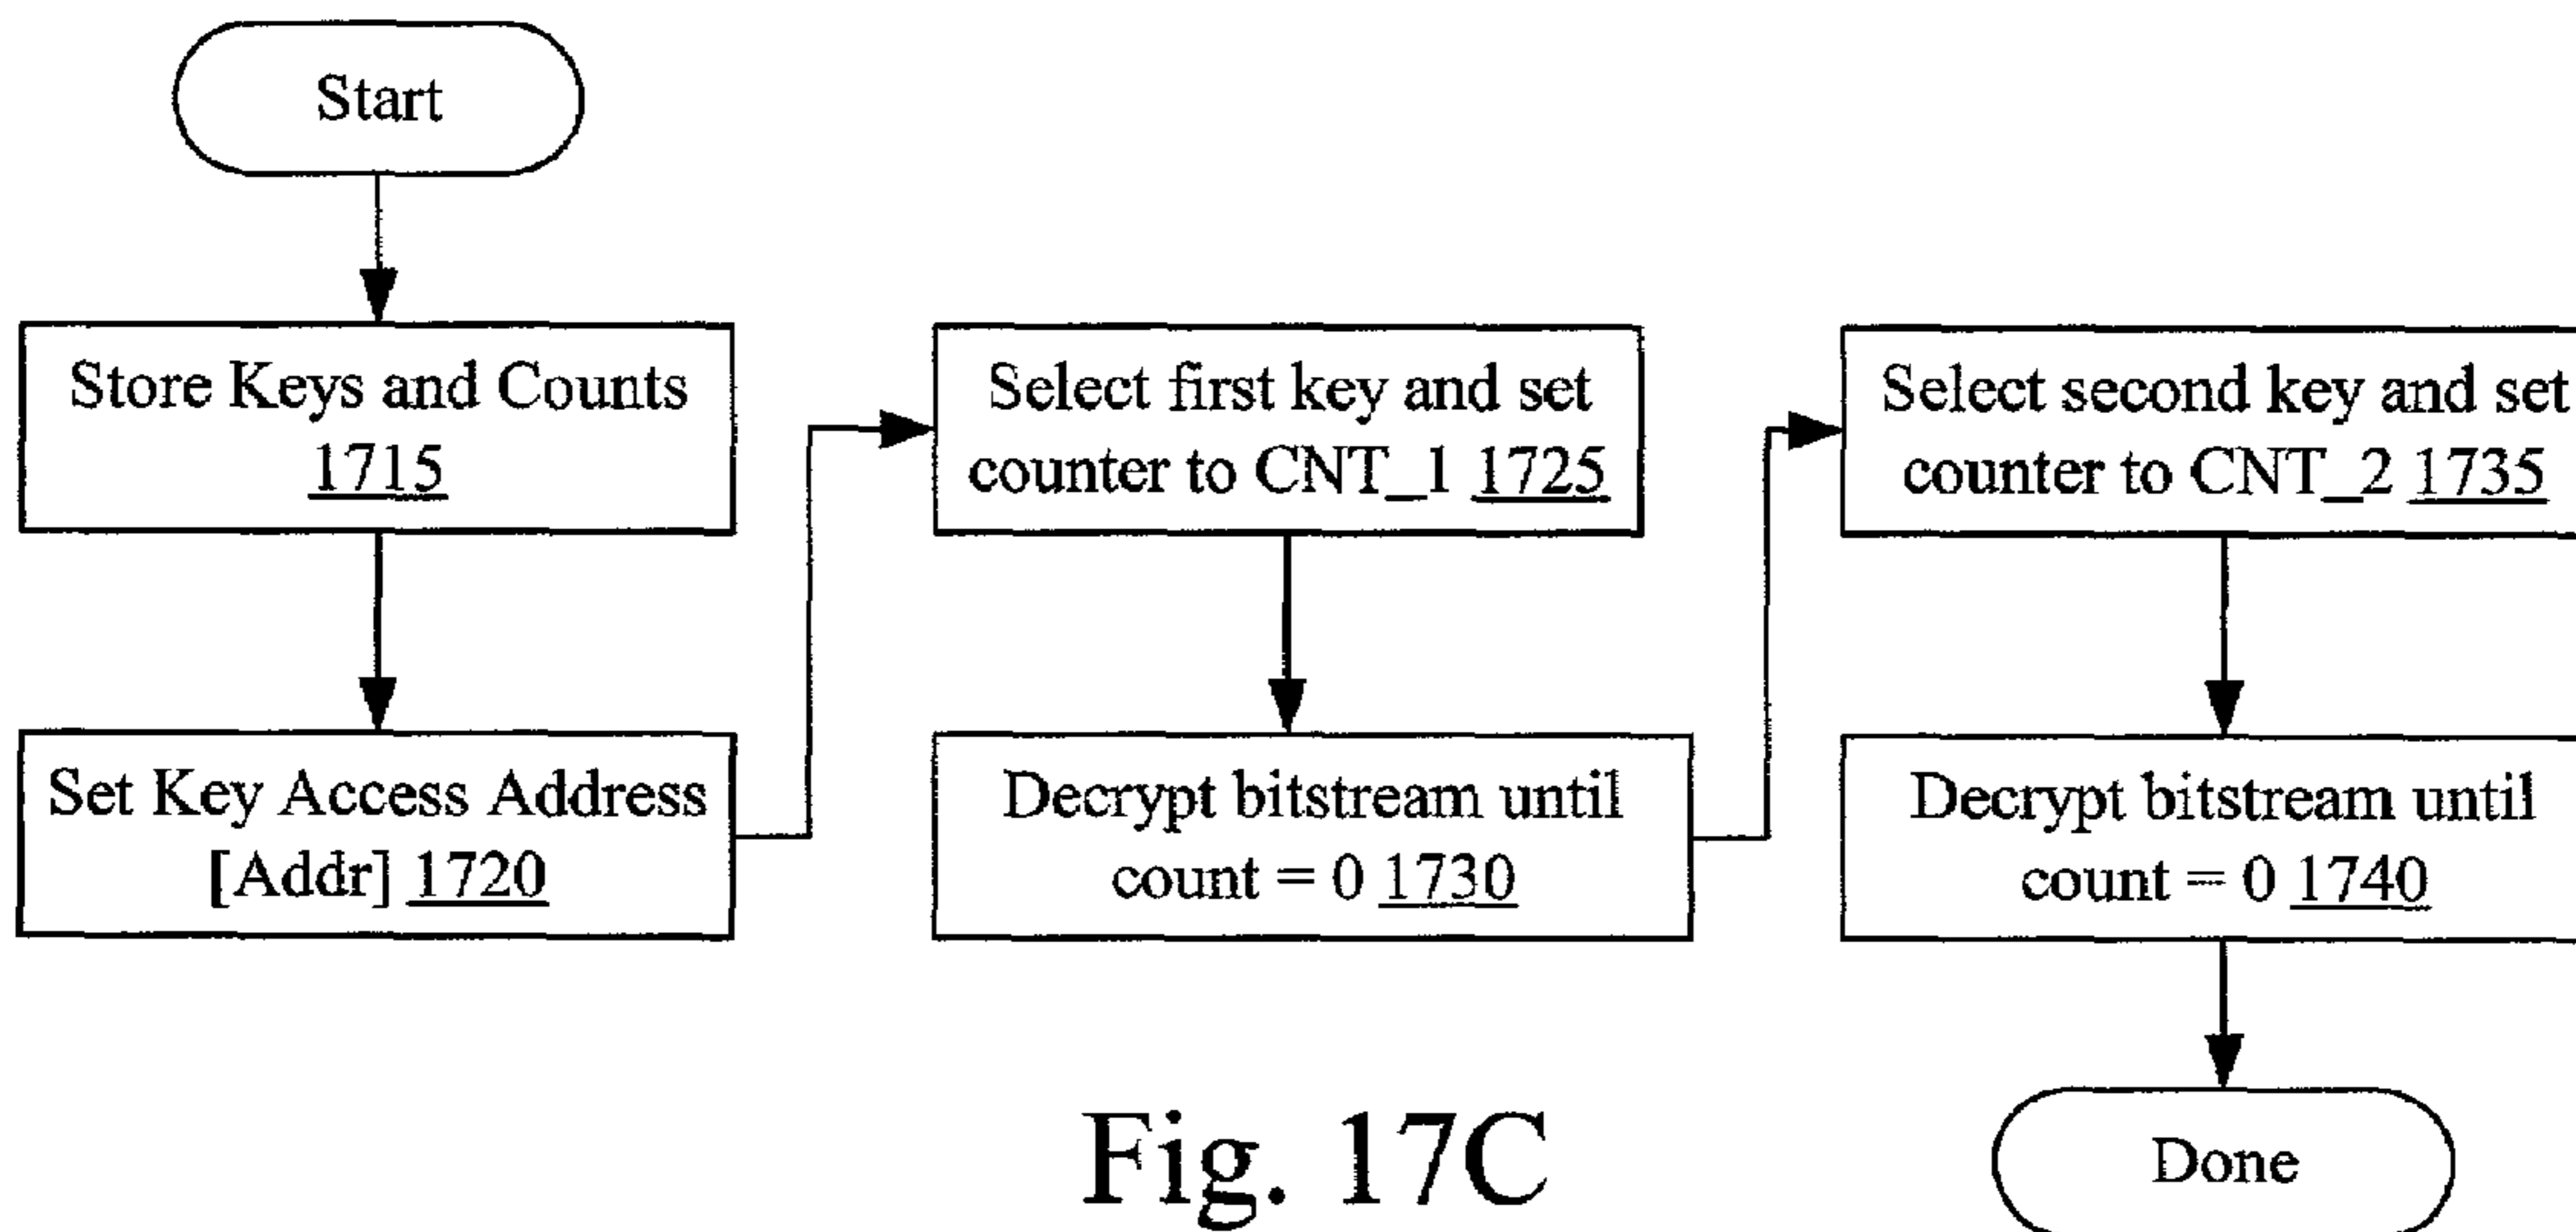 Start
Store Keys and Counts
1715
Set Key Access Address
[Addr] 1720
Select first key and set
counter to CNT_1 1725
Decrypt bitstream until
count = 0 1730
Select second key and set
counter to CNT_2 1735
Decrypt bitstream until
count = 0 1740
Done
Fig. 17C